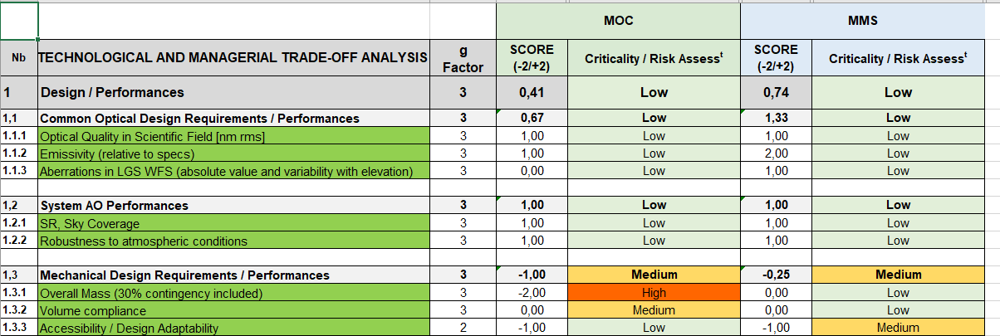 MOC MMS
Nb TECHNOLOGICAL AND MANAGERIAL TRADE-OFF ANALYSIS g Factor SCORE (-2/+2) Criticality / Risk Assessᵗ SCORE (-2/+2) Criticality / Risk Assessᵗ
1 Design / Performances 3 0,41 Low 0,74 Low
1,1 Common Optical Design Requirements / Performances 3 0,67 Low 1,33 Low
1.1.1 Optical Quality in Scientific Field [nm rms] 3 1,00 Low 1,00 Low
1.1.2 Emissivity (relative to specs) 3 1,00 Low 2,00 Low
1.1.3 Aberrations in LGS WFS (absolute value and variability with elevation) 3 0,00 Low 1,00 Low
1,2 System AO Performances 3 1,00 Low 1,00 Low
1.2.1 SR, Sky Coverage 3 1,00 Low 1,00 Low
1.2.2 Robustness to atmospheric conditions 3 1,00 Low 1,00 Low
1,3 Mechanical Design Requirements / Performances 3 -1,00 Medium -0,25 Medium
1.3.1 Overall Mass (30% contingency included) 3 -2,00 High 0,00 Low
1.3.2 Volume compliance 3 0,00 Medium 0,00 Low
1.3.3 Accessibility / Design Adaptability 2 -1,00 Low -1,00 Medium